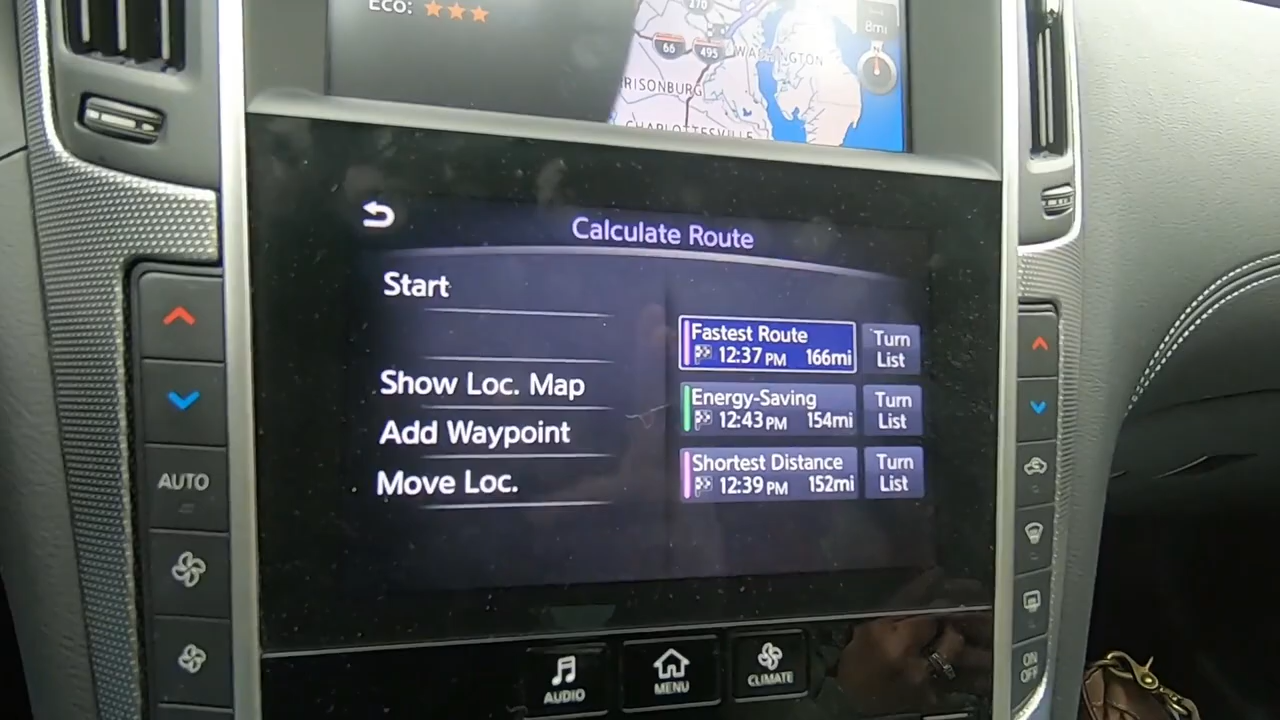 Eco:
270
8mi
66
495
WASHINGTON
RISONBURG
CHARLOTTESVILLE
Calculate Route
Start
Show Loc. Map
Add Waypoint
Move Loc.
Fastest Route
12:37 PM 166mi
Turn List
Energy-Saving
12:43 PM 154mi
Turn List
Shortest Distance
12:39 PM 152mi
Turn List
AUTO
ON
OFF
AUDIO
MENU
CLIMATE